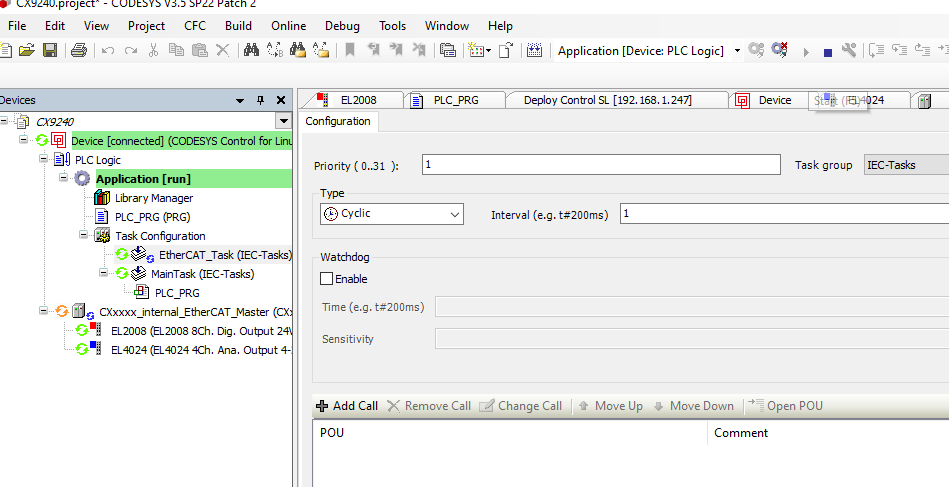 CX9240.project* - CODESYS V3.5 SP22 Patch 2
File Edit View Project CFC Build Online Debug Tools Window Help
Application [Device: PLC Logic]
Devices
EL2008 PLC_PRG Deploy Control SL [192.168.1.247] Device EL4024
Start (F5)
CX9240
Device [connected] (CODESYS Control for Linu
PLC Logic
Application [run]
Library Manager
PLC_PRG (PRG)
Task Configuration
EtherCAT_Task (IEC-Tasks)
MainTask (IEC-Tasks)
PLC_PRG
CXxxxx_internal_EtherCAT_Master (CXx
EL2008 (EL2008 8Ch. Dig. Output 24V
EL4024 (EL4024 4Ch. Ana. Output 4-
Configuration
Priority ( 0..31 ): 1 Task group IEC-Tasks
Type
Cyclic Interval (e.g. t#200ms) 1
Watchdog
Enable
Time (e.g. t#200ms)
Sensitivity
Add Call Remove Call Change Call Move Up Move Down Open POU
POU Comment